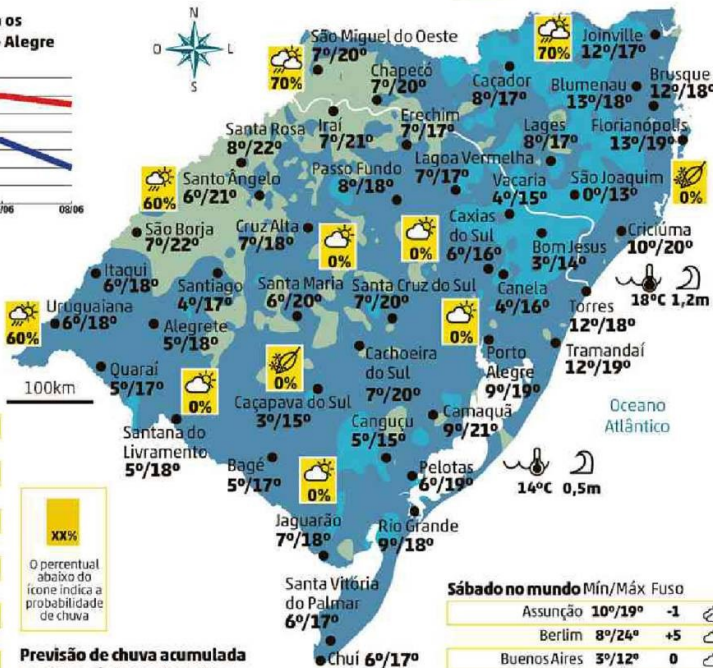 os
Alegre
/06
08/06
N
O
L
S
70%
São Miguel do Oeste
7º/20º
Chapecó
7º/20º
Caçador
8º/17º
70%
Joinville
12º/17º
Blumenau
13º/18º
Brusque
12º/18º
Santa Rosa
8º/22º
Iraí
7º/21º
Erechim
7º/17º
Lages
8º/17º
Florianópolis
13º/19º
60%
Santo Ângelo
6º/21º
Passo Fundo
8º/18º
Lagoa Vermelha
7º/17º
Vacaria
4º/15º
São Joaquim
0º/13º
0%
São Borja
7º/22º
Cruz Alta
7º/18º
0%
0%
Caxias
do Sul
6º/16º
Bom Jesus
3º/14º
Criciúma
10º/20º
Itaqui
6º/18º
Santiago
4º/17º
Santa Maria
6º/20º
Santa Cruz do Sul
7º/20º
Canela
4º/16º
18ºC 1,2m
60%
Uruguaiana
6º/18º
Alegrete
5º/18º
0%
Torres
12º/18º
Quaraí
5º/17º
0%
0%
Cachoeira
do Sul
7º/20º
Porto
Alegre
9º/19º
Tramandaí
12º/19º
100km
Caçapava do Sul
3º/15º
Camaquã
9º/21º
Oceano
Atlântico
Santana do
Livramento
5º/18º
Canguçu
5º/15º
Bagé
5º/17º
0%
Pelotas
6º/19º
14ºC 0,5m
Jaguarão
7º/18º
Rio Grande
9º/18º
XX%
O percentual
abaixo do
ícone indica a
probabilidade
de chuva
Santa Vitória
do Palmar
6º/17º
Chuí 6º/17º
Previsão de chuva acumulada
Sábado no mundo Mín/Máx Fuso
Assunção 10º/19º -1
Berlim 8º/24º +5
Buenos Aires 3º/12º 0